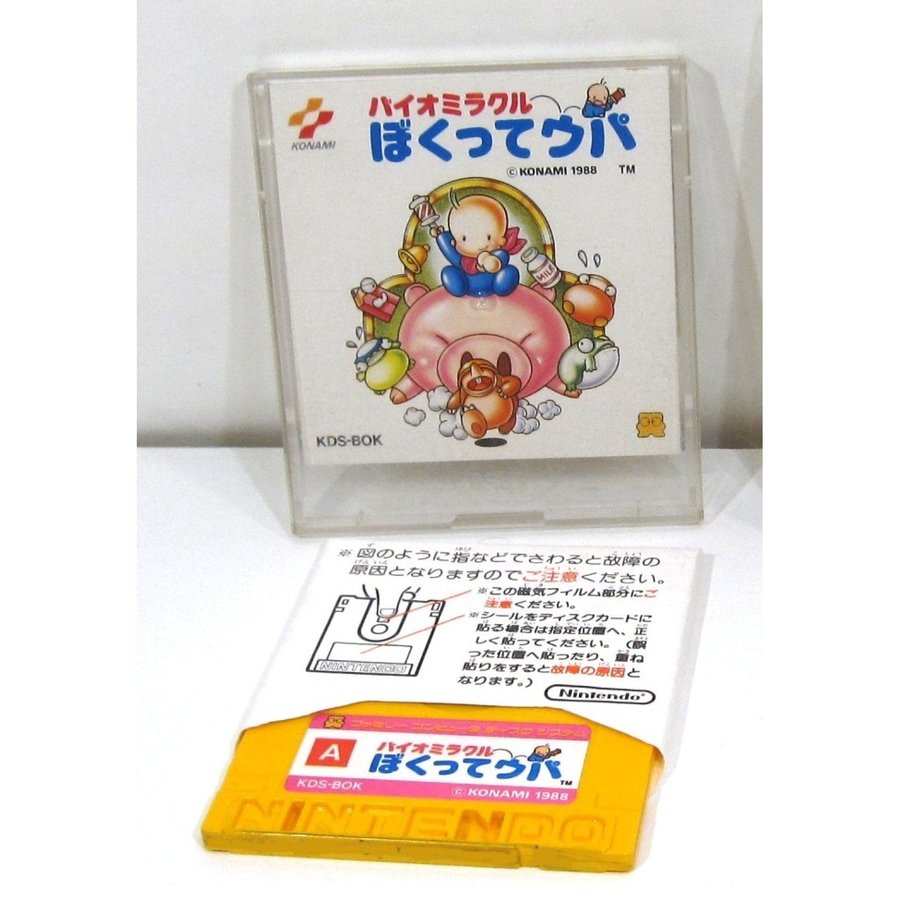 KONAMI
バイオミラクル
ぼくってウパ
© KONAMI 1988 TM
MILK
KDS-BOK
※図のように指などでさわると故障の
原因となりますのでご注意ください。
※この磁気フィルム部分にご
注意ください。
※シールをディスクカードに
貼る場合は指定位置へ、正
しく貼ってください。(誤
った位置へ貼ったり、重ね
貼りをすると故障の原因と
なります。)
NINTENDO
Nintendo
ファミリー コンピュータ ディスク システム
A
バイオミラクル
ぼくってウパ
TM
KDS-BOK
© KONAMI 1988
NINTENDO